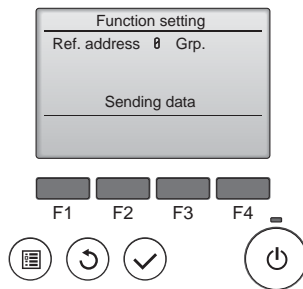 Function setting
Ref. address 0 Grp.
Sending data
F1 F2 F3 F4